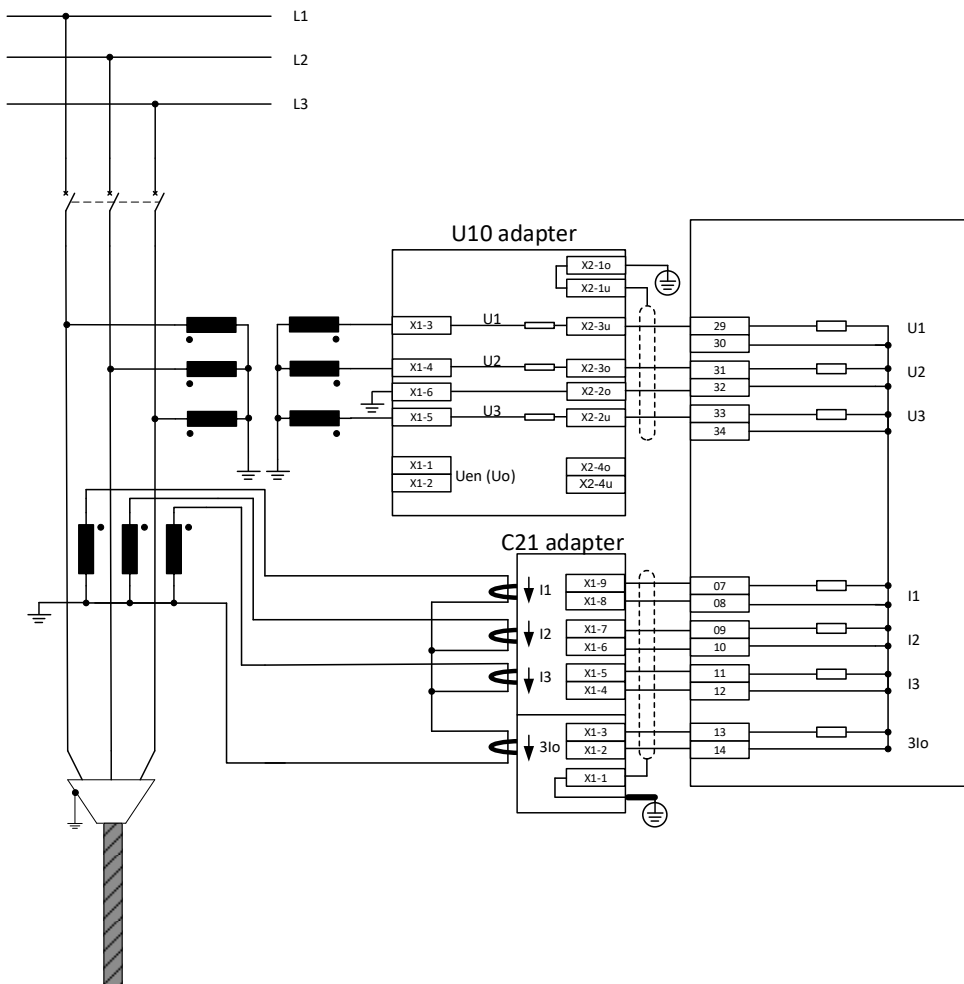 L1
L2
L3
U10 adapter
X2-1o
X2-1u
X1-3 U1 X2-3u 29 U1
30
X1-4 U2 X2-3o 31 U2
X1-6 X2-2o 32
X1-5 U3 X2-2u 33 U3
34
X1-1 Uen (Uo) X2-4o
X1-2 X2-4u
C21 adapter
I1 X1-9 07 I1
X1-8 08
I2 X1-7 09 I2
X1-6 10
I3 X1-5 11 I3
X1-4 12
3Io X1-3 13 3Io
X1-2 14
X1-1